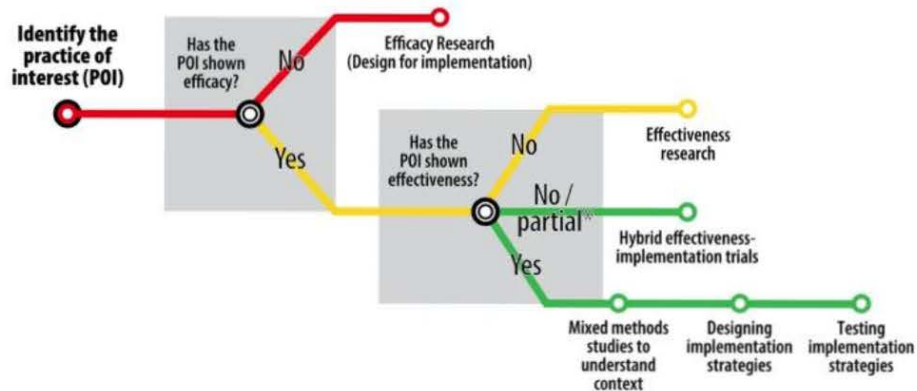 Identify the
practice of
interest (POI)
Has the
POI shown
efficacy?
No
Yes
Efficacy Research
(Design for implementation)
Has the
POI shown
effectiveness?
No
No /
partial*
Yes
Effectiveness
research
Hybrid effectiveness-
implementation trials
Mixed methods
studies to
understand
context
Designing
implementation
strategies
Testing
implementation
strategies